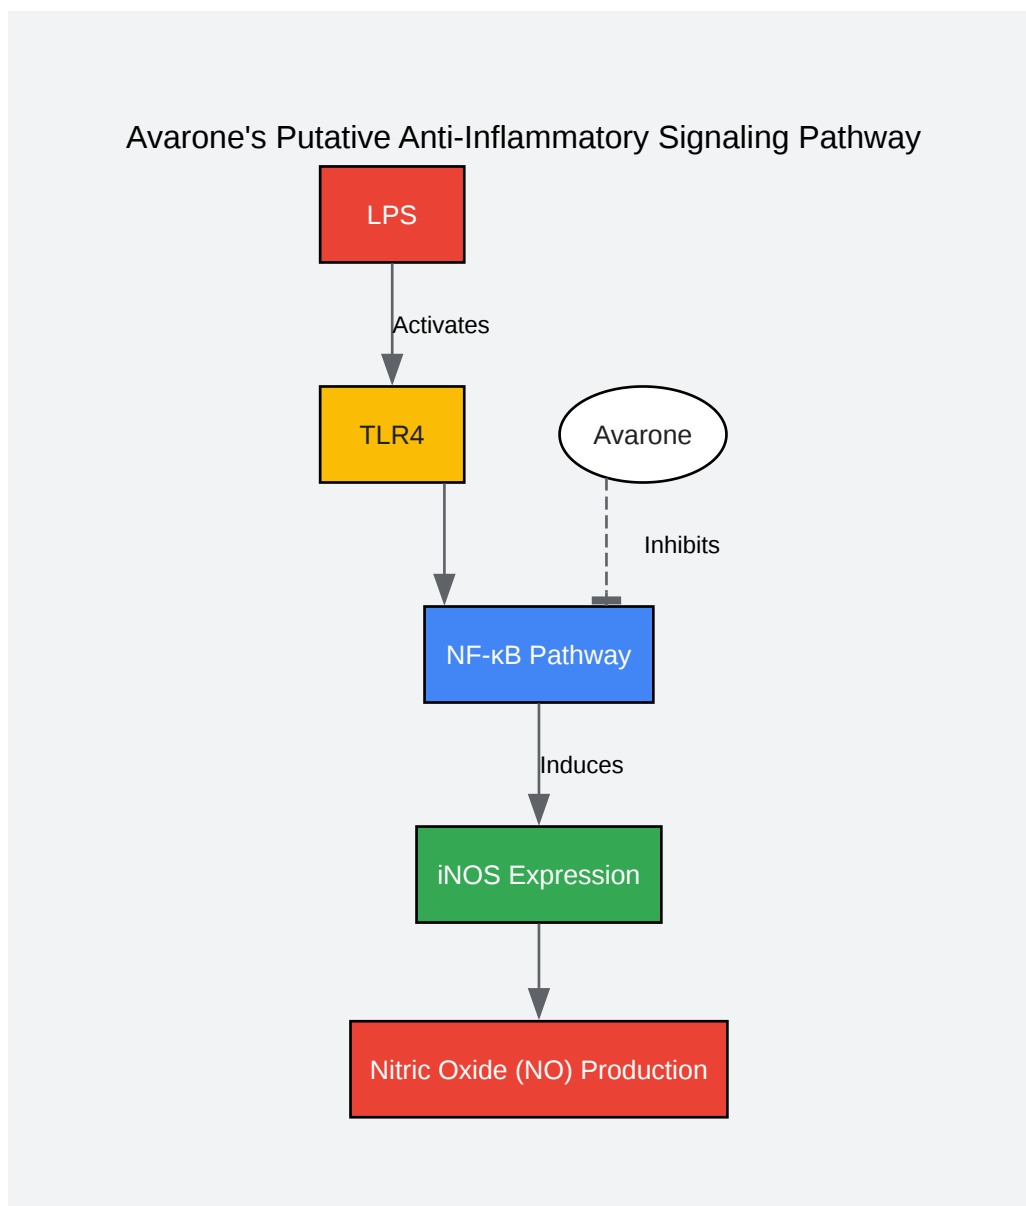 Avarone's Putative Anti-Inflammatory Signaling Pathway
LPS
Activates
TLR4
Avarone
Inhibits
NF-κB Pathway
Induces
iNOS Expression
Nitric Oxide (NO) Production